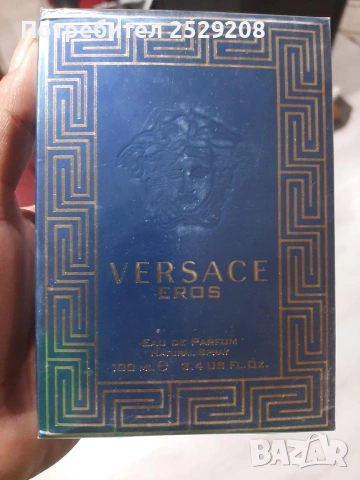 Потребител 2529208
VERSACE
EROS
EAU DE PARFUM
NATURAL SPRAY
100 ML ℮ 3.4 US FL.OZ.
BAZAR